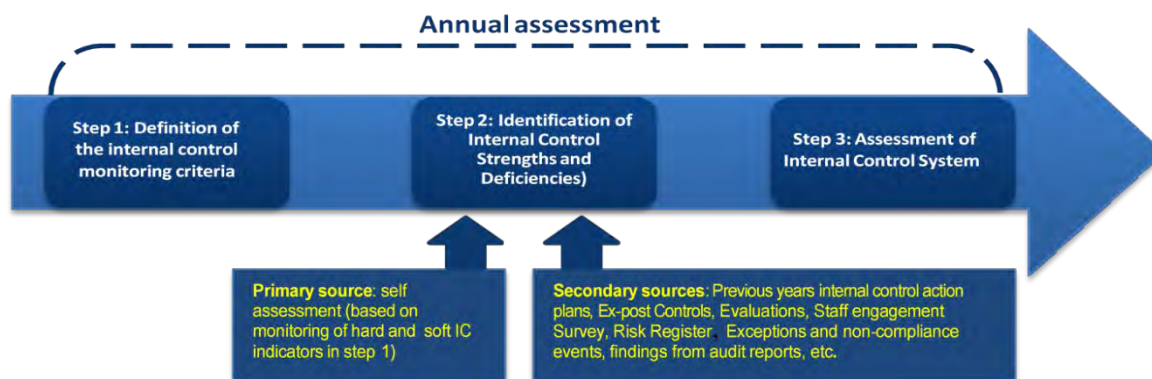 Annual assessment
Step 1: Definition of
the internal control
monitoring criteria
Step 2: Identification of
Internal Control
Strengths and
Deficiencies)
Step 3: Assessment of
Internal Control System
Primary source: self
assessment (based on
monitoring of hard and soft IC
indicators in step 1)
Secondary sources: Previous years internal control action
plans, Ex-post Controls, Evaluations, Staff engagement
Survey, Risk Register, Exceptions and non-compliance
events, findings from audit reports, etc.